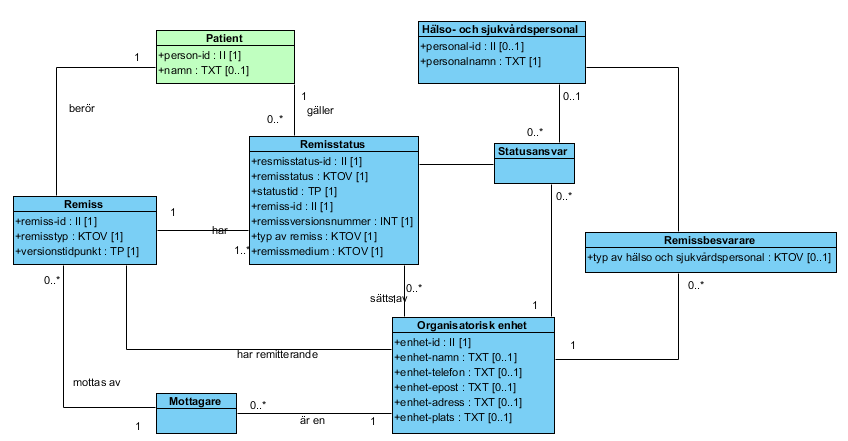 Patient
+person-id : II [1]
+namn : TXT [0..1]
Hälso- och sjukvårdspersonal
+personal-id : II [0..1]
+personalnamn : TXT [1]
1
berör
1
gäller
0..*
0..1
0..*
Remisstatus
+resmisstatus-id : II [1]
+remisstatus : KTOV [1]
+statustid : TP [1]
+remiss-id : II [1]
+remissversionsnummer : INT [1]
+typ av remiss : KTOV [1]
+remissmedium : KTOV [1]
Statusansvar
0..*
Remiss
+remiss-id : II [1]
+remisstyp : KTOV [1]
+versionstidpunkt : TP [1]
1
har
1..*
Remissbesvarare
+typ av hälso och sjukvårdspersonal : KTOV [0..1]
0..*
0..*
0..*
sätts av
1
1
1
Organisatorisk enhet
+enhet-id : II [1]
+enhet-namn : TXT [0..1]
+enhet-telefon : TXT [0..1]
+enhet-epost : TXT [0..1]
+enhet-adress : TXT [0..1]
+enhet-plats : TXT [0..1]
har remitterande
mottas av
Mottagare
1
0..*
är en
1